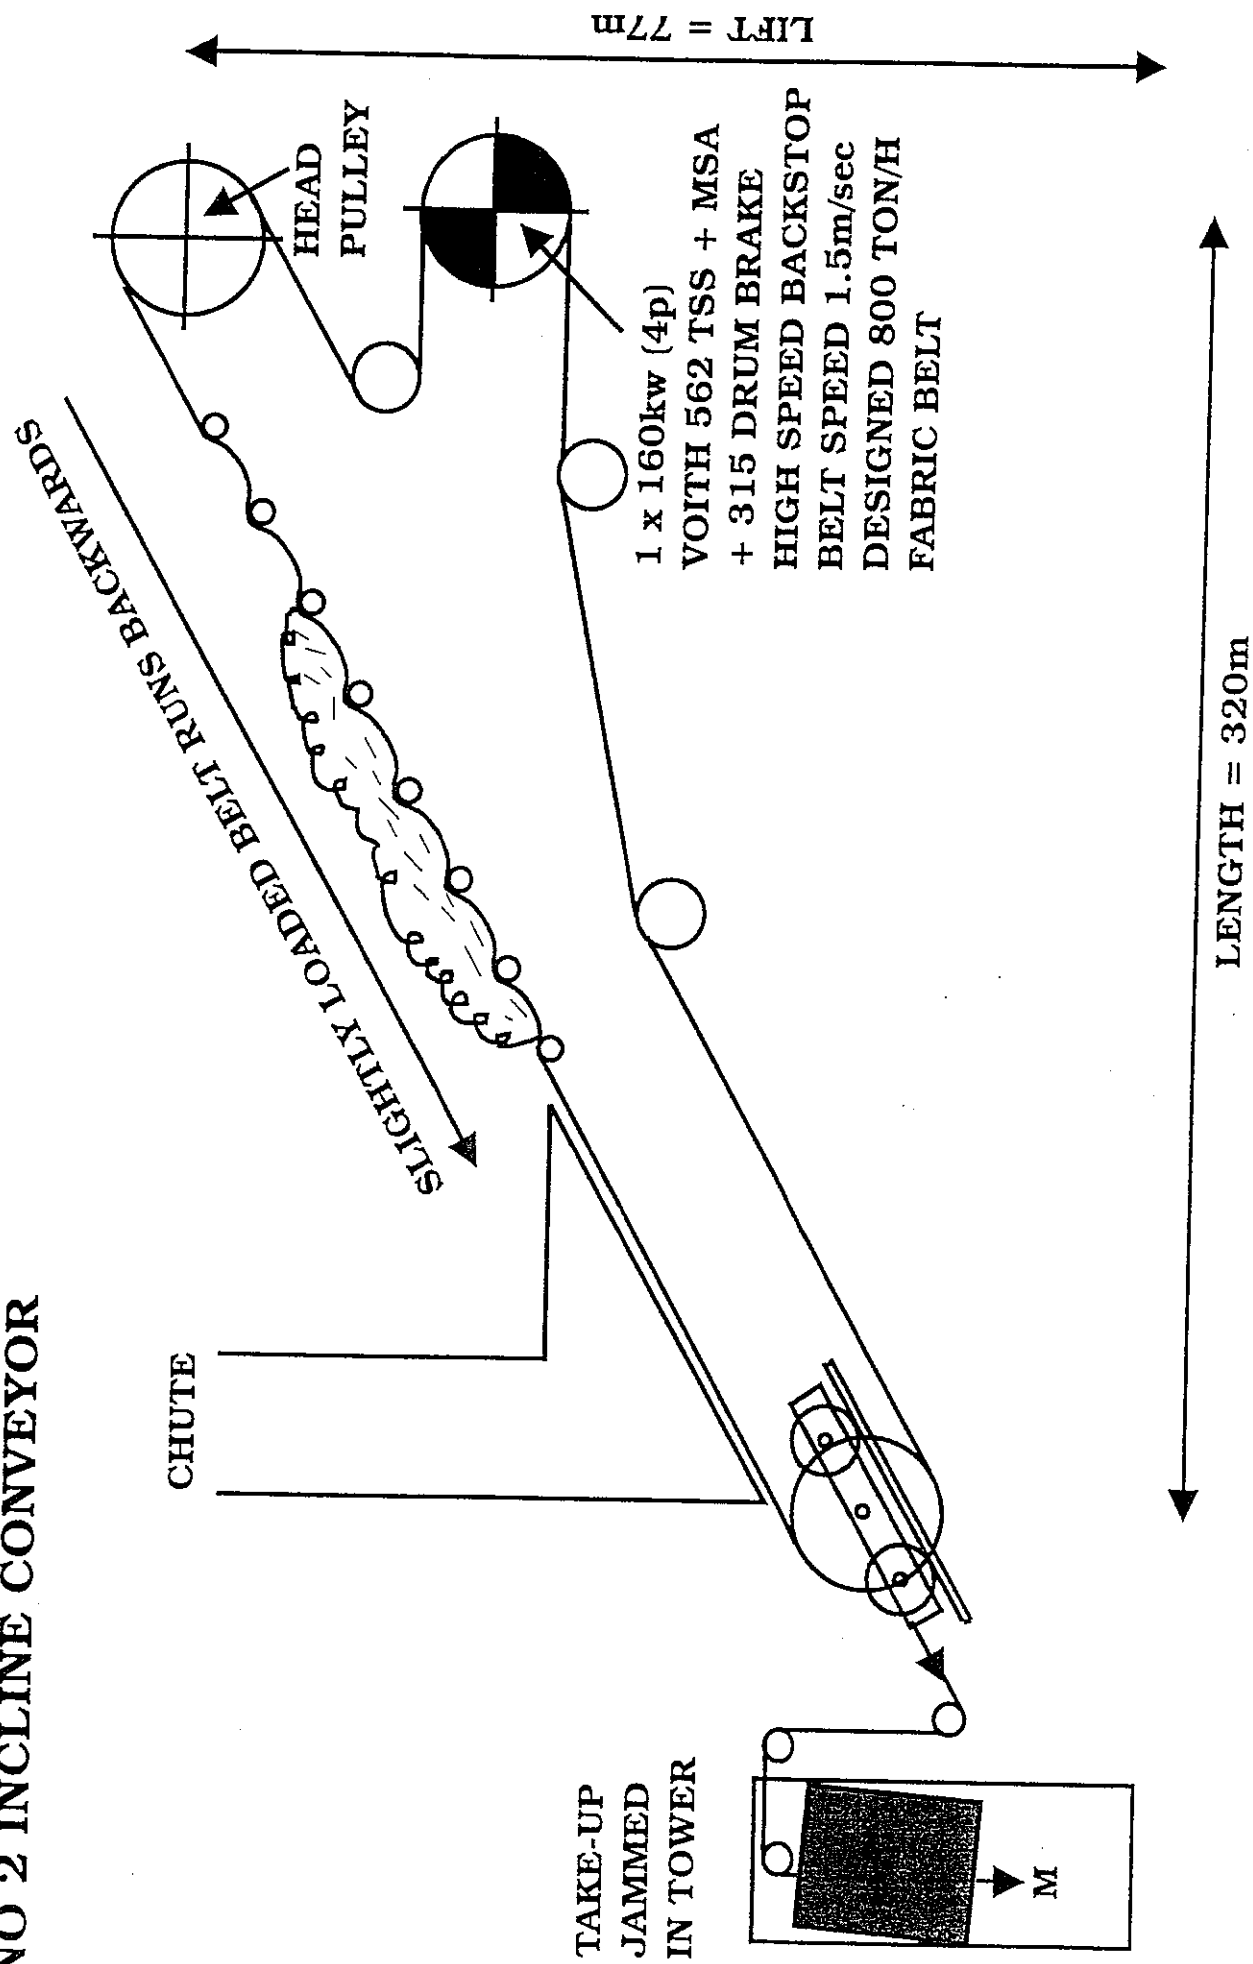 NO 2 INCLINE CONVEYOR
CHUTE
SLIGHTLY LOADED BELT RUNS BACKWARDS
HEAD
PULLEY
LIFT = 77m
1 x 160kw (4p)
VOITH 562 TSS + MSA
+ 315 DRUM BRAKE
HIGH SPEED BACKSTOP
BELT SPEED 1.5m/sec
DESIGNED 800 TON/H
FABRIC BELT
TAKE-UP
JAMMED
IN TOWER
M
LENGTH = 320m